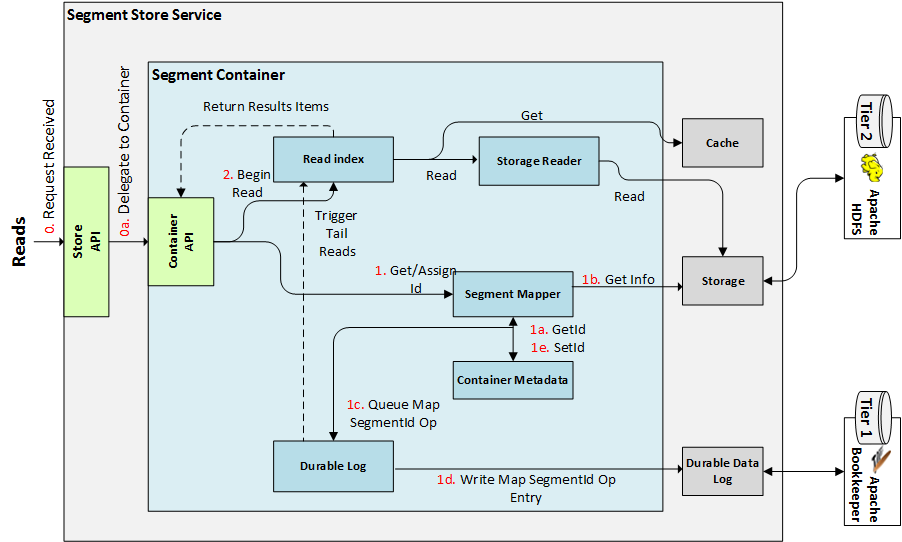 Segment Store Service
Segment Container
Return Results Items
Get
Read index
Storage Reader
Cache
Read
Read
2. Begin
Read
Trigger
Tail
Reads
0. Request Received
0a. Delegate to Container
Reads
Store
API
Container
API
1. Get/Assign
Id
Segment Mapper
1b. Get Info
Storage
1a. GetId
1e. SetId
Container Metadata
1c. Queue Map
SegmentId Op
Durable Log
1d. Write Map SegmentId Op
Entry
Durable Data
Log
Tier 2
Apache
HDFS
Tier 1
Apache
Bookkeeper